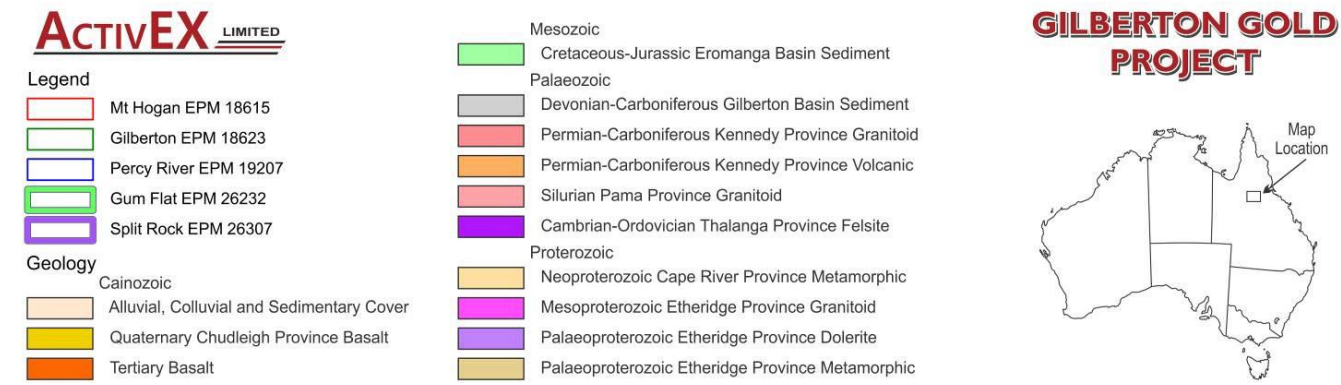 ACTIVEX LIMITED
Legend
Mt Hogan EPM 18615
Gilberton EPM 18623
Percy River EPM 19207
Gum Flat EPM 26232
Split Rock EPM 26307
Geology
Cainozoic
Alluvial, Colluvial and Sedimentary Cover
Quaternary Chudleigh Province Basalt
Tertiary Basalt
Mesozoic
Cretaceous-Jurassic Eromanga Basin Sediment
Palaeozoic
Devonian-Carboniferous Gilberton Basin Sediment
Permian-Carboniferous Kennedy Province Granitoid
Permian-Carboniferous Kennedy Province Volcanic
Silurian Pama Province Granitoid
Cambrian-Ordovician Thalanga Province Felsite
Proterozoic
Neoproterozoic Cape River Province Metamorphic
Mesoproterozoic Etheridge Province Granitoid
Palaeoproterozoic Etheridge Province Dolerite
Palaeoproterozoic Etheridge Province Metamorphic
GILBERTON GOLD
PROJECT
Map
Location